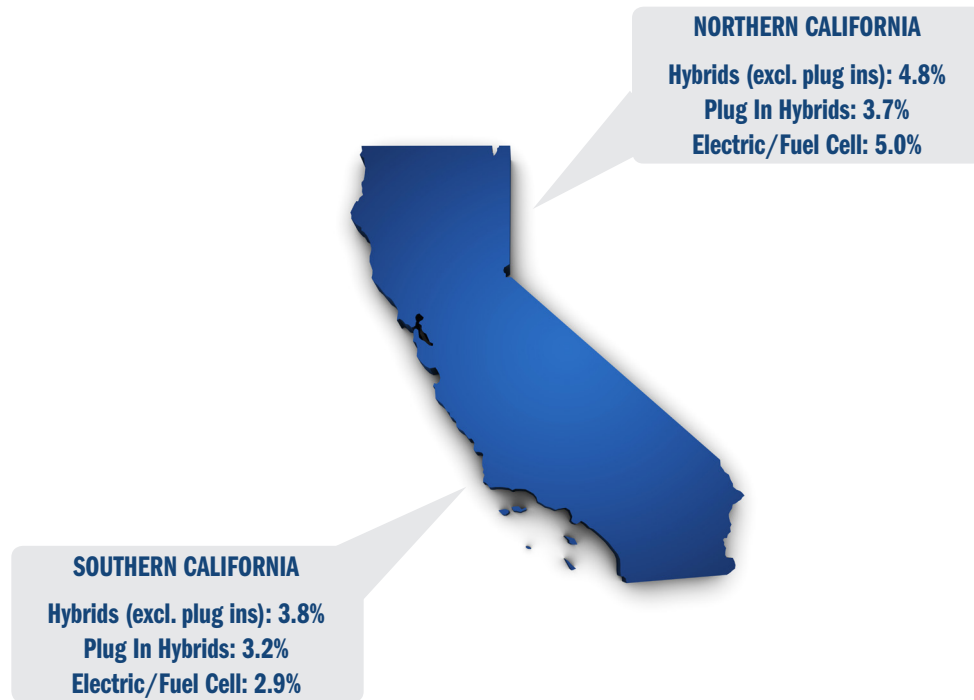 NORTHERN CALIFORNIA
Hybrids (excl. plug ins): 4.8%
Plug In Hybrids: 3.7%
Electric/Fuel Cell: 5.0%
SOUTHERN CALIFORNIA
Hybrids (excl. plug ins): 3.8%
Plug In Hybrids: 3.2%
Electric/Fuel Cell: 2.9%